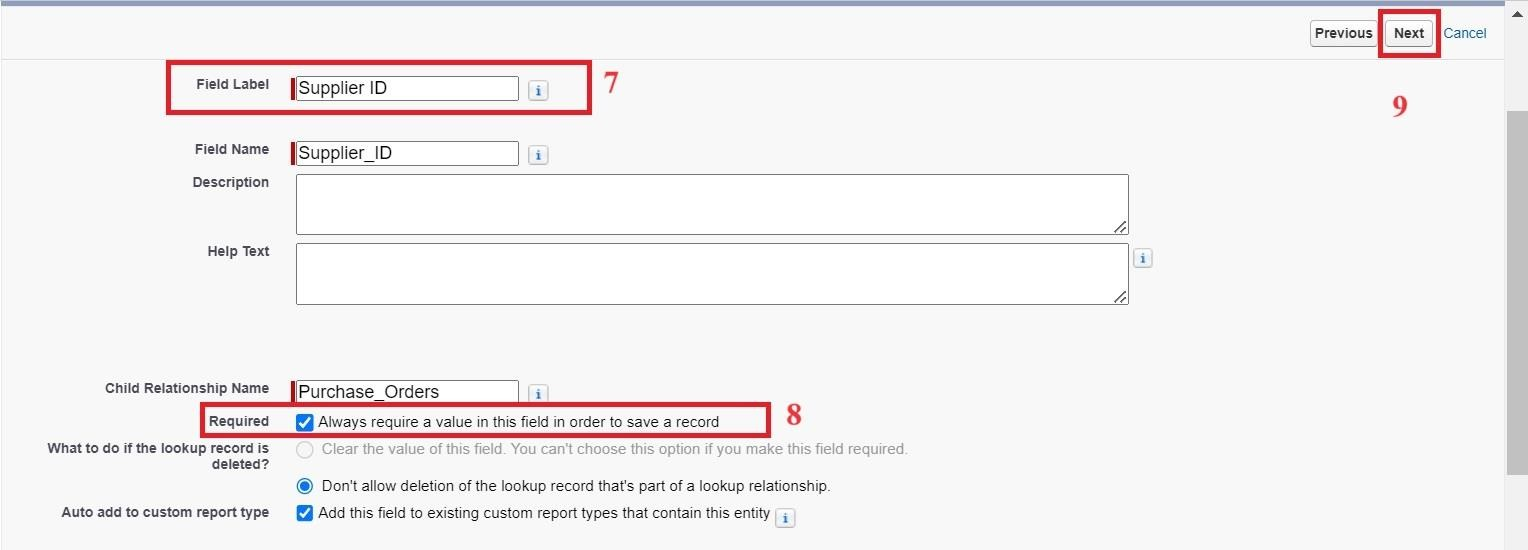 Previous Next Cancel
Field Label Supplier ID i 7
9
Field Name Supplier_ID i
Description
Help Text i
Child Relationship Name Purchase_Orders i
Required Always require a value in this field in order to save a record 8
What to do if the lookup record is
deleted?
Clear the value of this field. You can't choose this option if you make this field required.
Don't allow deletion of the lookup record that's part of a lookup relationship.
Auto add to custom report type Add this field to existing custom report types that contain this entity i